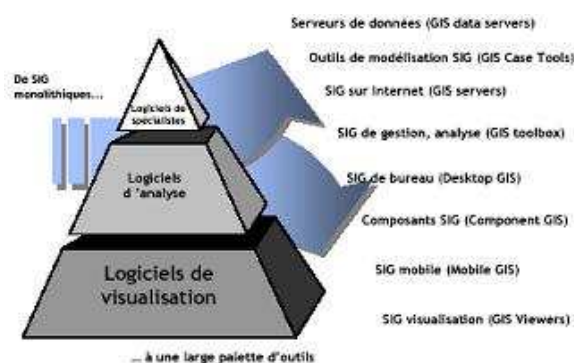 Serveurs de données (GIS data servers)
Outils de modélisation SIG (GIS Case Tools)
De SIG
monolithiques...
SIG sur Internet (GIS servers)
Logiciels de
spécialistes
SIG de gestion, analyse (GIS toolbox)
Logiciels
d 'analyse
SIG de bureau (Desktop GIS)
Composants SIG (Component GIS)
Logiciels de
visualisation
SIG mobile (Mobile GIS)
SIG visualisation (GIS Viewers)
... à une large palette d'outils